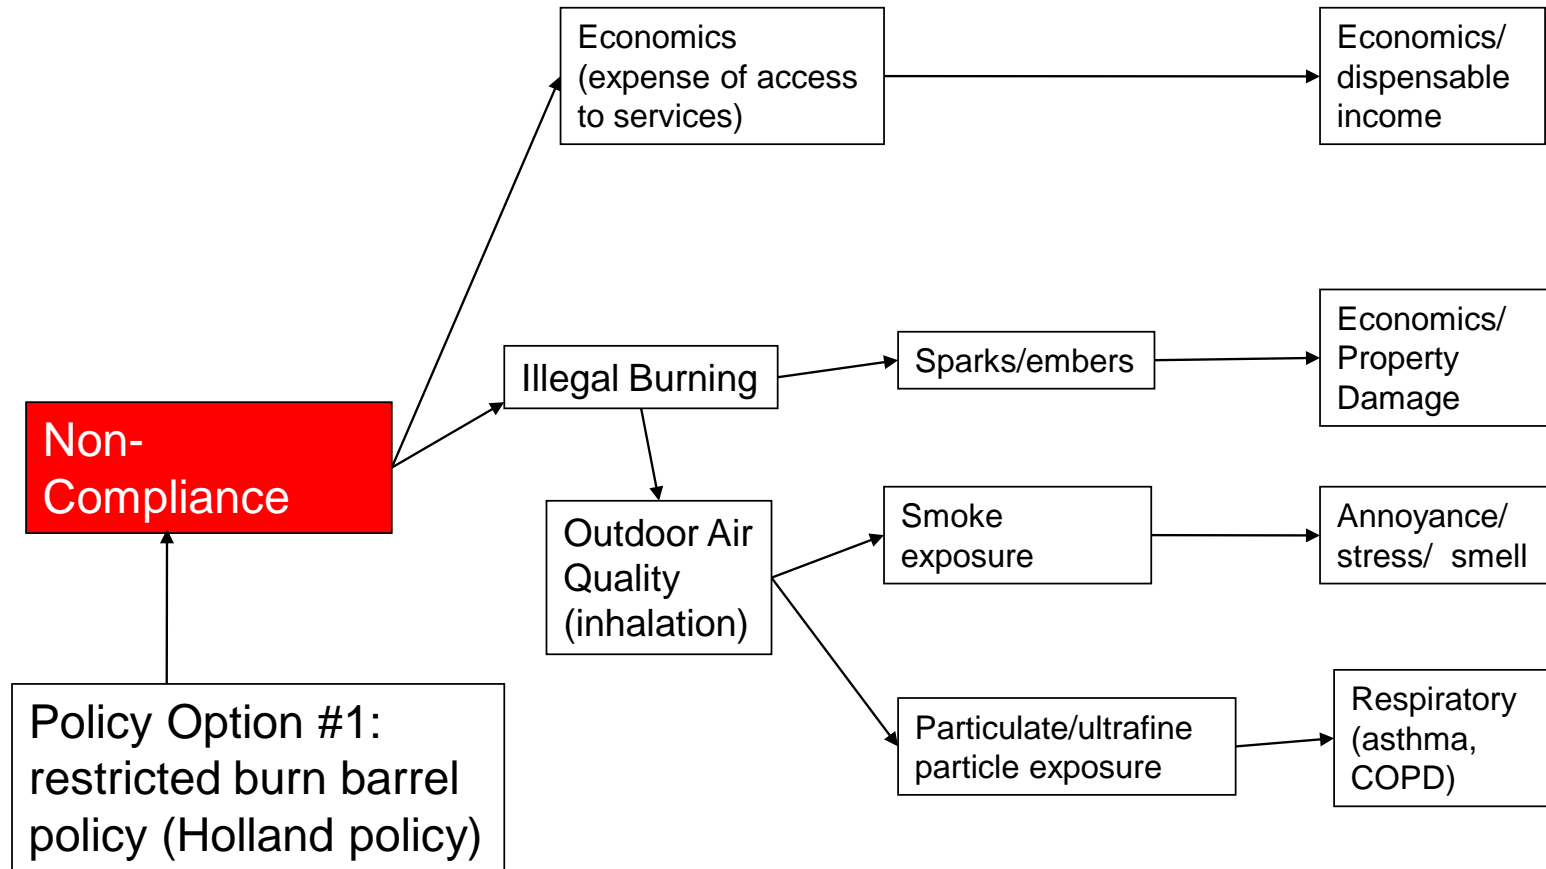 Economics
(expense of access
to services)
Economics/
dispensable
income
Illegal Burning
Sparks/embers
Economics/
Property
Damage
Non-
Compliance
Outdoor Air
Quality
(inhalation)
Smoke
exposure
Annoyance/
stress/ smell
Particulate/ultrafine
particle exposure
Respiratory
(asthma,
COPD)
Policy Option #1:
restricted burn barrel
policy (Holland policy)